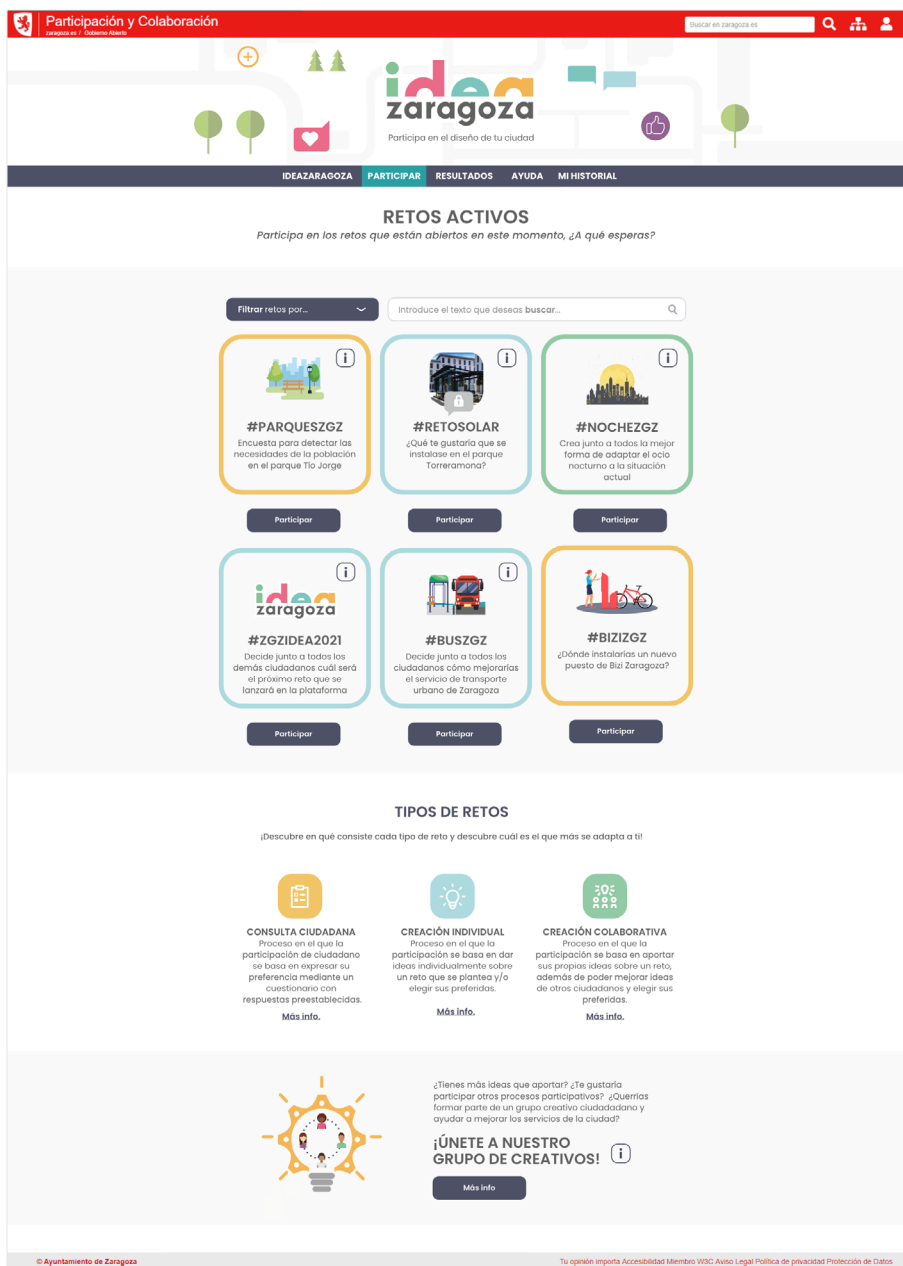 Participación y Colaboración
zaragoza es / Gobierno Abierto
Buscar en zaragoza es
idea
zaragoza
Participa en el diseño de tu ciudad
IDEAZARAGOZA PARTICIPAR RESULTADOS AYUDA MI HISTORIAL
RETOS ACTIVOS
Participa en los retos que están abiertos en este momento, ¿A qué esperas?
Filtrar retos por...
Introduce el texto que deseas buscar...
i
#PARQUESZGZ
Encuesta para detectar las
necesidades de la población
en el parque TIo Jorge
Participar
i
#RETOSOLAR
¿Qué te gustaría que se
instalase en el parque
Torreramona?
Participar
i
#NOCHEZGZ
Crea junto a todos la mejor
forma de adaptar el ocio
nocturno a la situación
actual
Participar
i
idea
zaragoza
#ZGZIDEA2021
Decide junto a todos los
demás ciudadanos cuál será
el próximo reto que se
lanzará en la plataforma
Participar
i
#BUSZGZ
Decide junto a todos los
ciudadanos cómo mejorarías
el servicio de transporte
urbano de Zaragoza
Participar
#BIZIZGZ
¿Dónde instalarías un nuevo
puesto de Bizi Zaragoza?
Participar
TIPOS DE RETOS
¡Descubre en qué consiste cada tipo de reto y descubre cuál es el que más se adapta a ti!
CONSULTA CIUDADANA
Proceso en el que la
participación de ciudadano
se basa en expresar su
preferencia mediante un
cuestionario con
respuestas preestablecidas.
Más info.
CREACIÓN INDIVIDUAL
Proceso en el que la
participación se basa en dar
ideas individualmente sobre
un reto que se plantea y/o
elegir sus preferidas.
Más info.
CREACIÓN COLABORATIVA
Proceso en el que la
participación se basa en aportar
sus propias ideas sobre un reto,
además de poder mejorar ideas
de otros ciudadanos y elegir sus
preferidas.
Más info.
¿Tienes más ideas que aportar? ¿Te gustaría
participar otros procesos participativos? ¿Querrías
formar parte de un grupo creativo ciudadadano y
ayudar a mejorar los servicios de la ciudad?
¡ÚNETE A NUESTRO
GRUPO DE CREATIVOS! i
Más info
© Ayuntamiento de Zaragoza
Tu opinión importa Accesibilidad Miembro W3C Aviso Legal Política de privacidad Protección de Datos